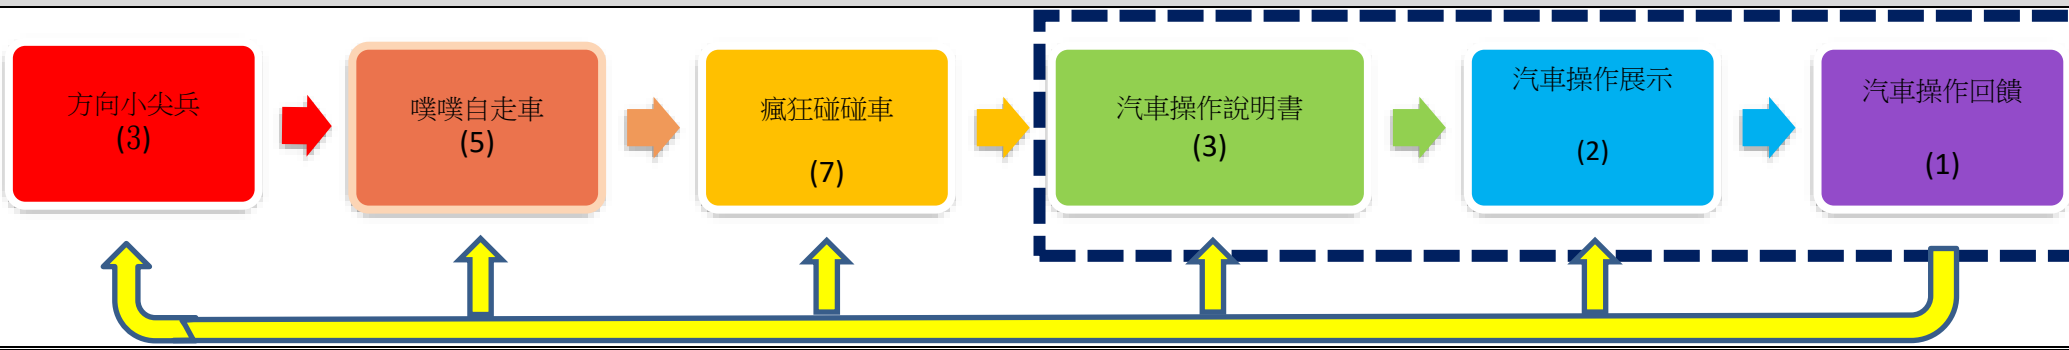 方向小尖兵
(3)
噗噗自走車
(5)
瘋狂碰碰車
(7)
汽車操作說明書
(3)
汽車操作展示
(2)
汽車操作回饋
(1)